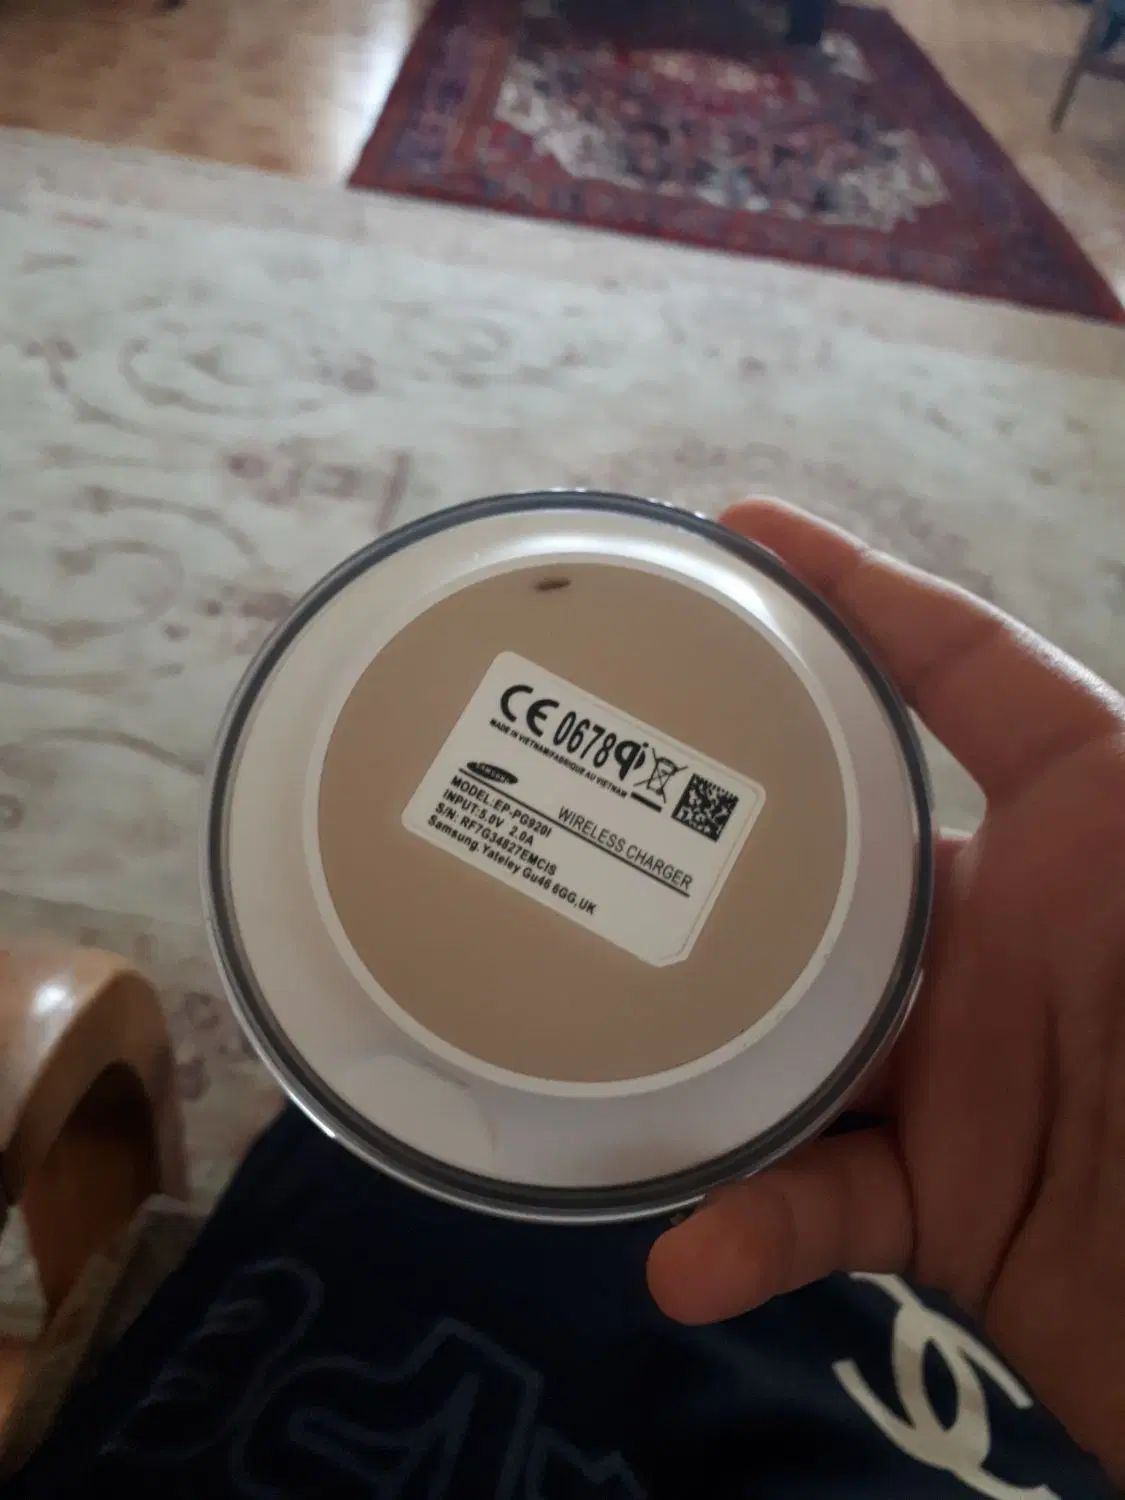 CE 0678 qi
MADE IN VIETNAM/FABRIQUE AU VIETNAM
SAMSUNG
WIRELESS CHARGER
MODEL:EP-PG920I
INPUT:5.0V 2.0A
S/N: RF7G34827EMCIS
Samsung.Yateley Gu46 6GG,UK